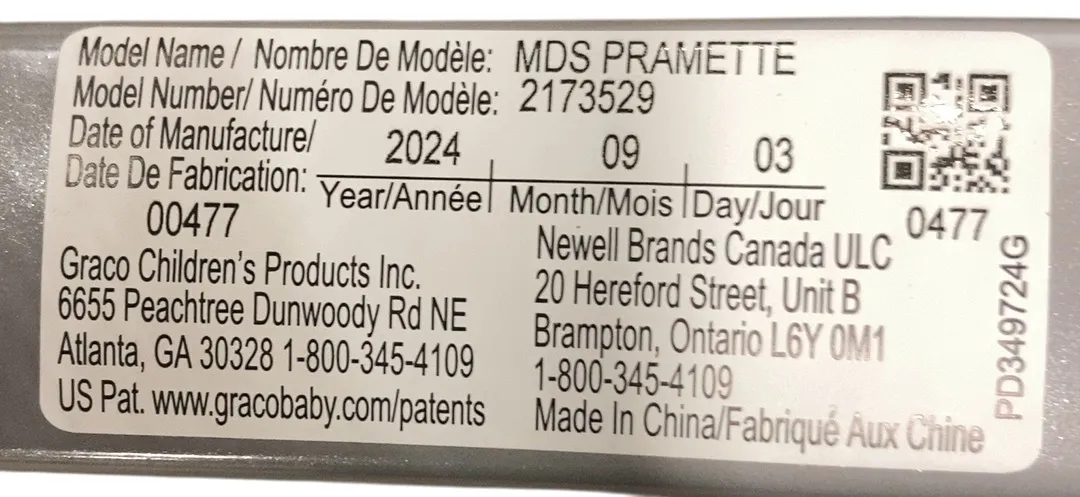 Model Name / Nombre De Modèle: MDS PRAMETTE
Model Number/ Numéro De Modèle: 2173529
Date of Manufacture/
Date De Fabrication:
2024 09 03
Year/Année Month/Mois Day/Jour
00477
0477
Graco Children's Products Inc.
6655 Peachtree Dunwoody Rd NE
Atlanta, GA 30328 1-800-345-4109
US Pat. www.gracobaby.com/patents
Newell Brands Canada ULC
20 Hereford Street, Unit B
Brampton, Ontario L6Y 0M1
1-800-345-4109
Made In China/Fabriqué Aux Chine
PD349724G